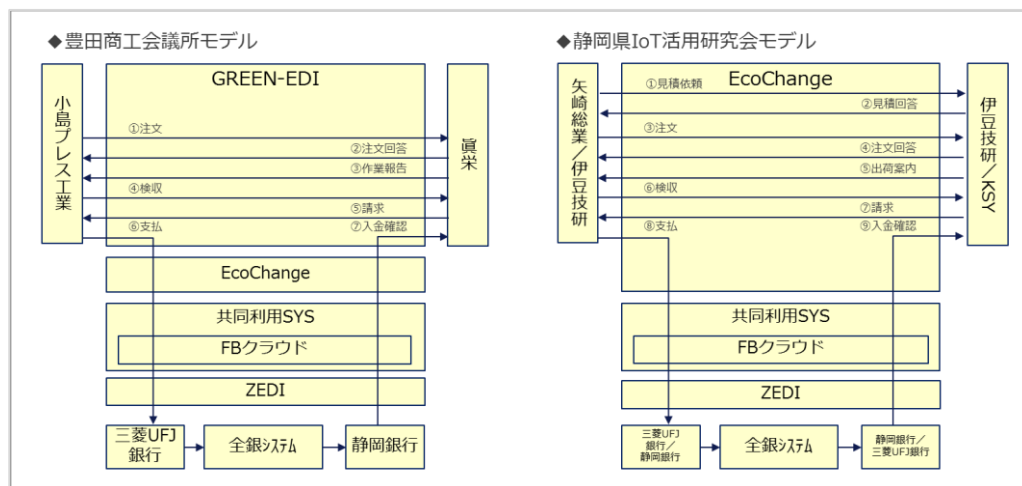 ◆豊田商工会議所モデル
小島プレス工業
GREEN-EDI
①注文
②注文回答
③作業報告
④検収
⑤請求
⑥支払
⑦入金確認
眞栄
EcoChange
共同利用SYS
FBクラウド
ZEDI
三菱UFJ
銀行
全銀システム
静岡銀行
◆静岡県IoT活用研究会モデル
矢崎総業/伊豆技研
EcoChange
①見積依頼
②見積回答
③注文
④注文回答
⑤出荷案内
⑥検収
⑦請求
⑧支払
⑨入金確認
伊豆技研/KSY
共同利用SYS
FBクラウド
ZEDI
三菱UFJ
銀行/
静岡銀行
全銀システム
静岡銀行/
三菱UFJ銀行